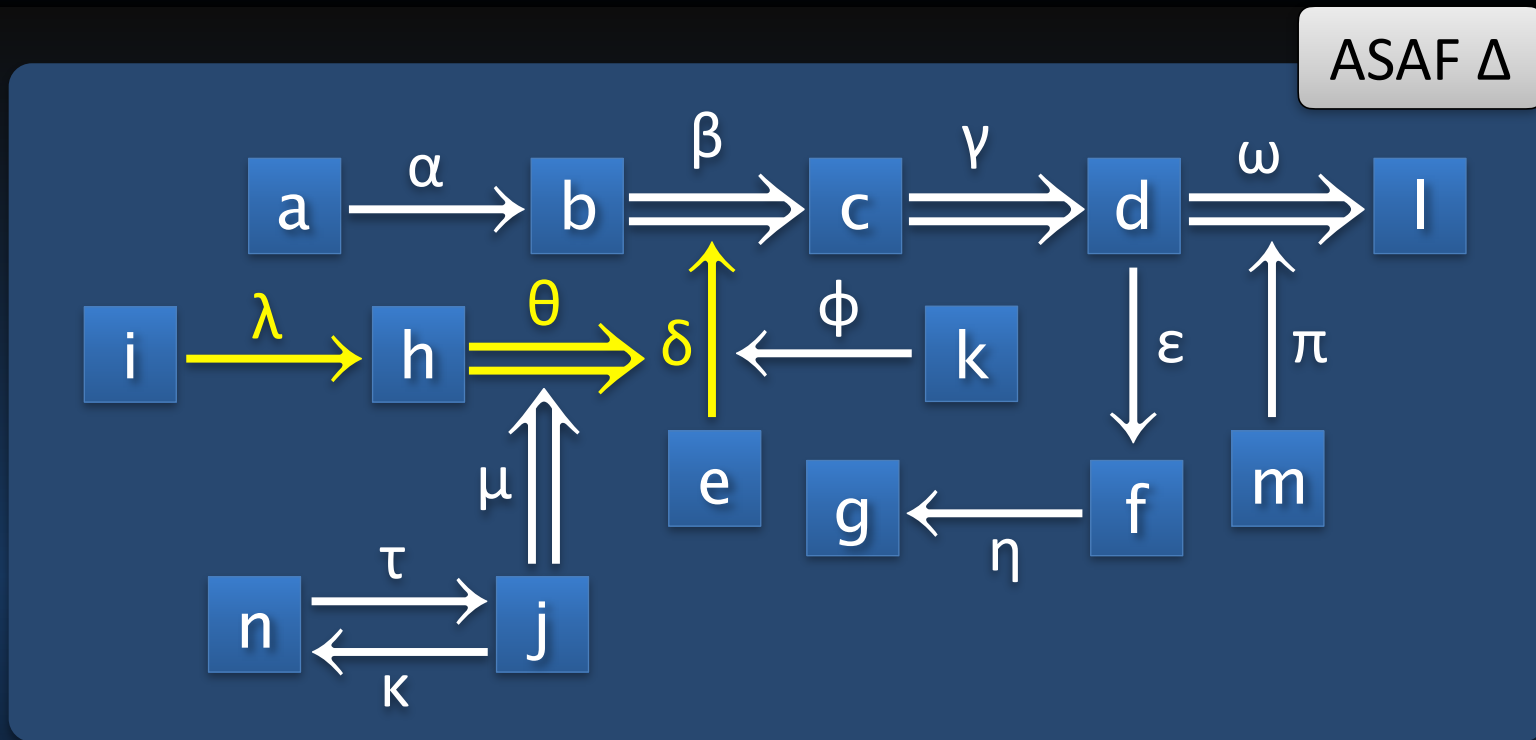 ASAF Δ
α β γ ω
a b c d l
λ θ δ ϕ ε π
i h k
μ e g f m
η
τ
n j
κ